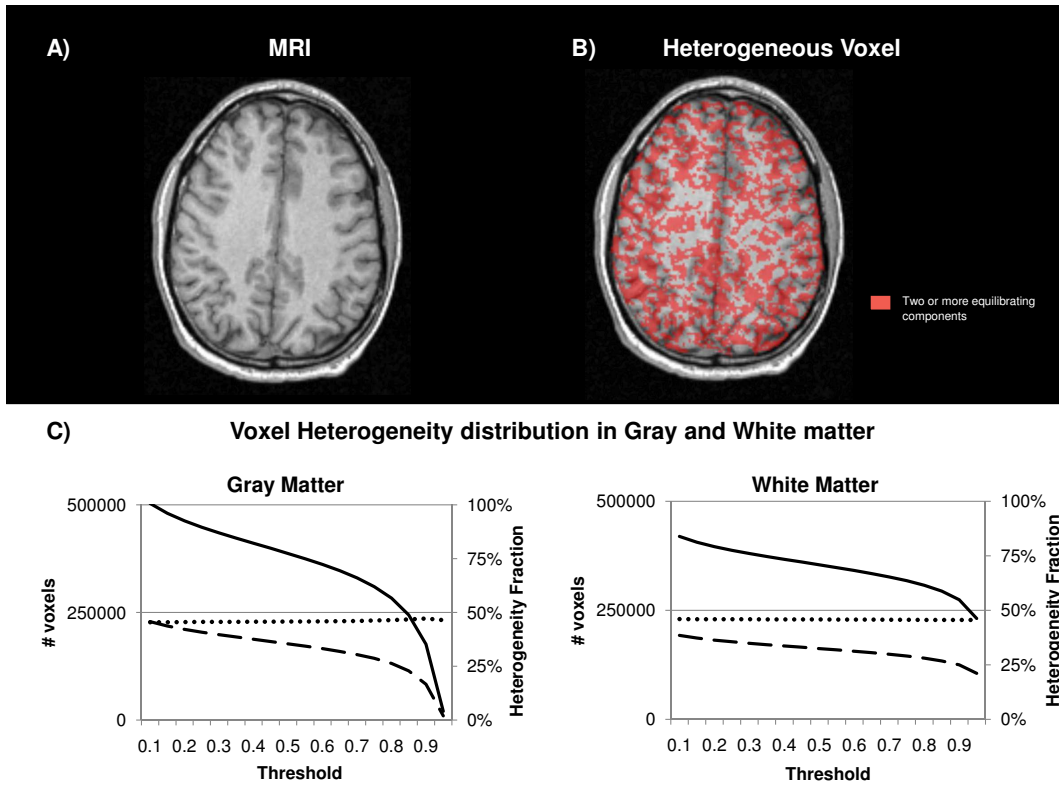 A)
MRI
B)
Heterogeneous Voxel
Two or more equilibrating
components
C)
Voxel Heterogeneity distribution in Gray and White matter
Gray Matter
500000
250000
0
# voxels
100%
75%
50%
25%
0%
Heterogeneity Fraction
0.1 0.2 0.3 0.4 0.5 0.6 0.7 0.8 0.9
Threshold
White Matter
500000
250000
0
# voxels
100%
75%
50%
25%
0%
Heterogeneity Fraction
0.1 0.2 0.3 0.4 0.5 0.6 0.7 0.8 0.9
Threshold